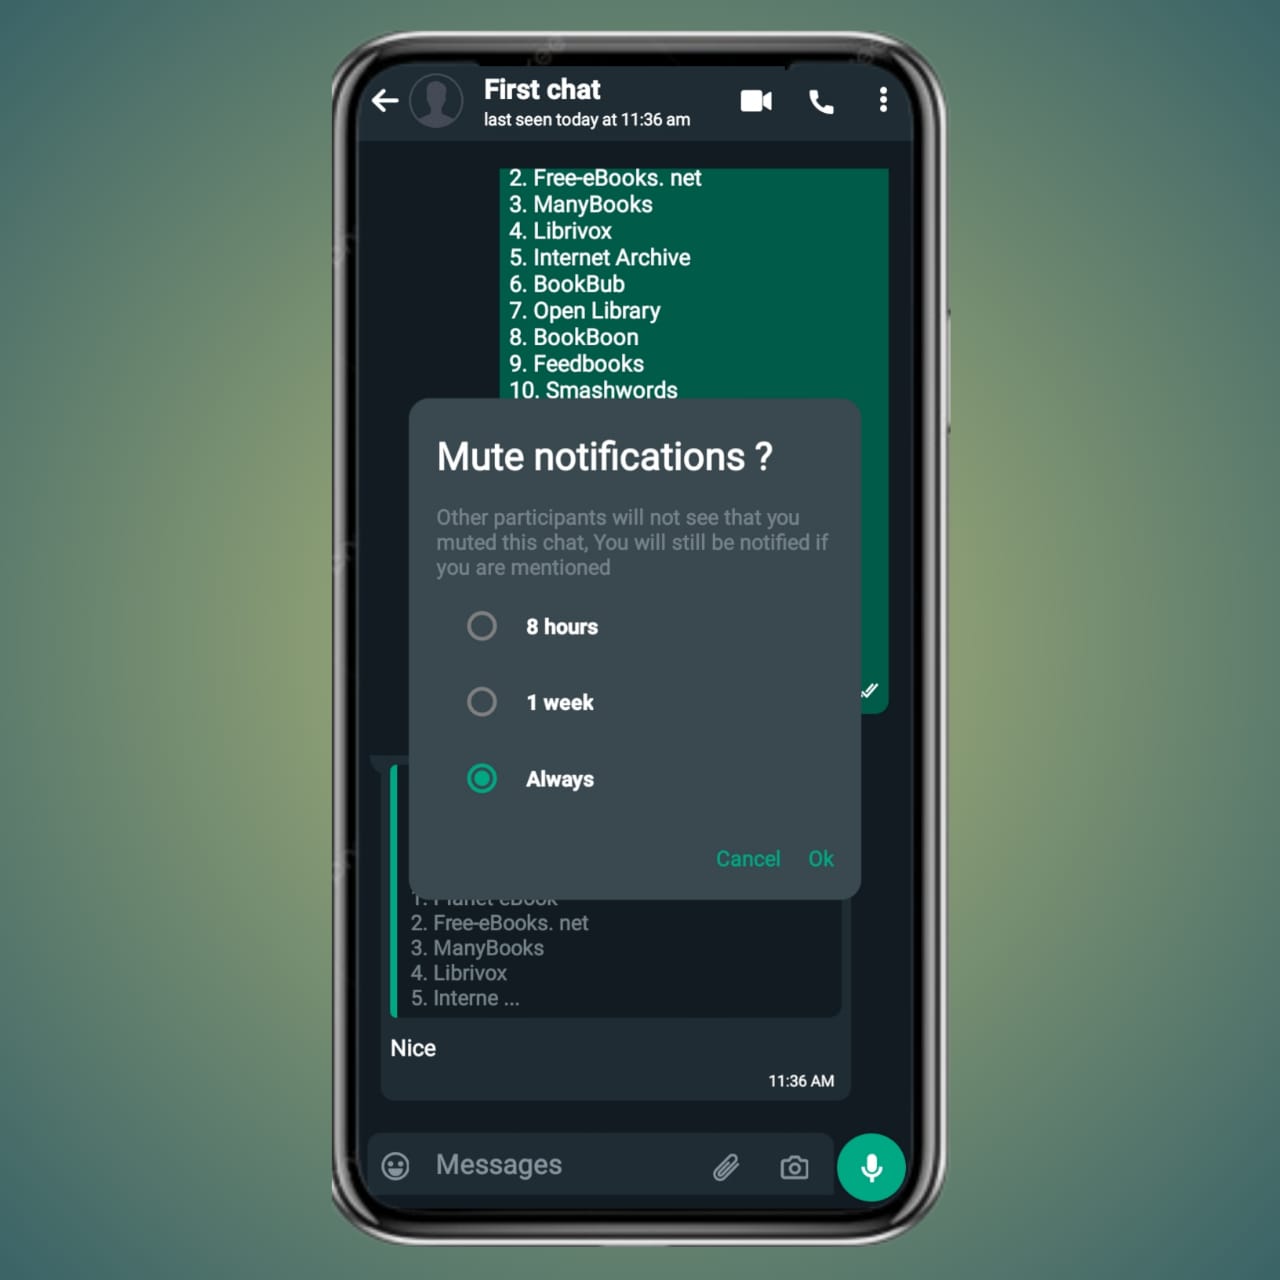 First chat
last seen today at 11:36 am
2. Free-eBooks. net
3. ManyBooks
4. Librivox
5. Internet Archive
6. BookBub
7. Open Library
8. BookBoon
9. Feedbooks
10. Smashwords
Mute notifications ?
Other participants will not see that you
muted this chat, You will still be notified if
you are mentioned
8 hours
1 week
Always
Cancel Ok
1. Planet eBook
2. Free-eBooks. net
3. ManyBooks
4. Librivox
5. Interne ...
Nice
11:36 AM
Messages